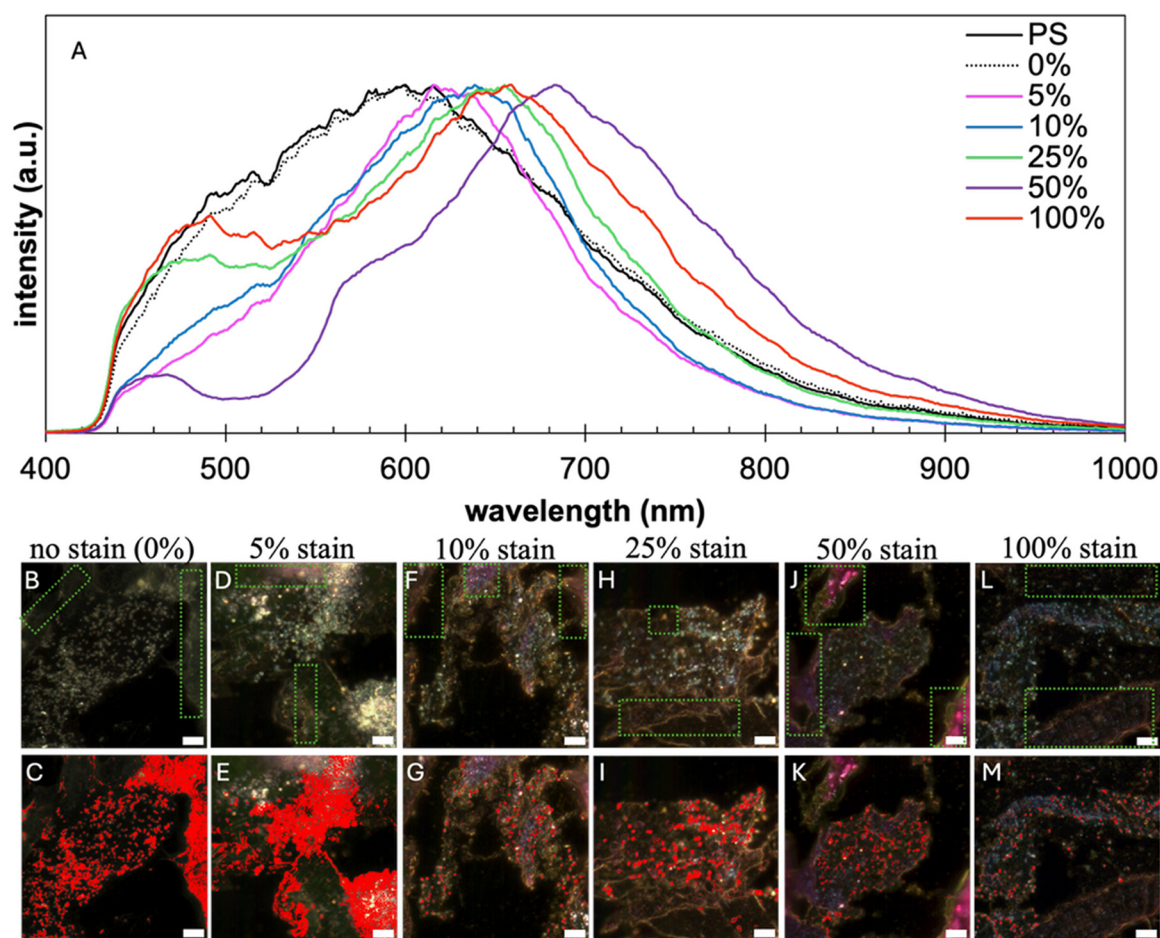 A
PS
0%
5%
10%
25%
50%
100%
intensity (a.u.)
400 500 600 700 800 900 1000
wavelength (nm)
no stain (0%) 5% stain 10% stain 25% stain 50% stain 100% stain
B D F H J L
C E G I K M